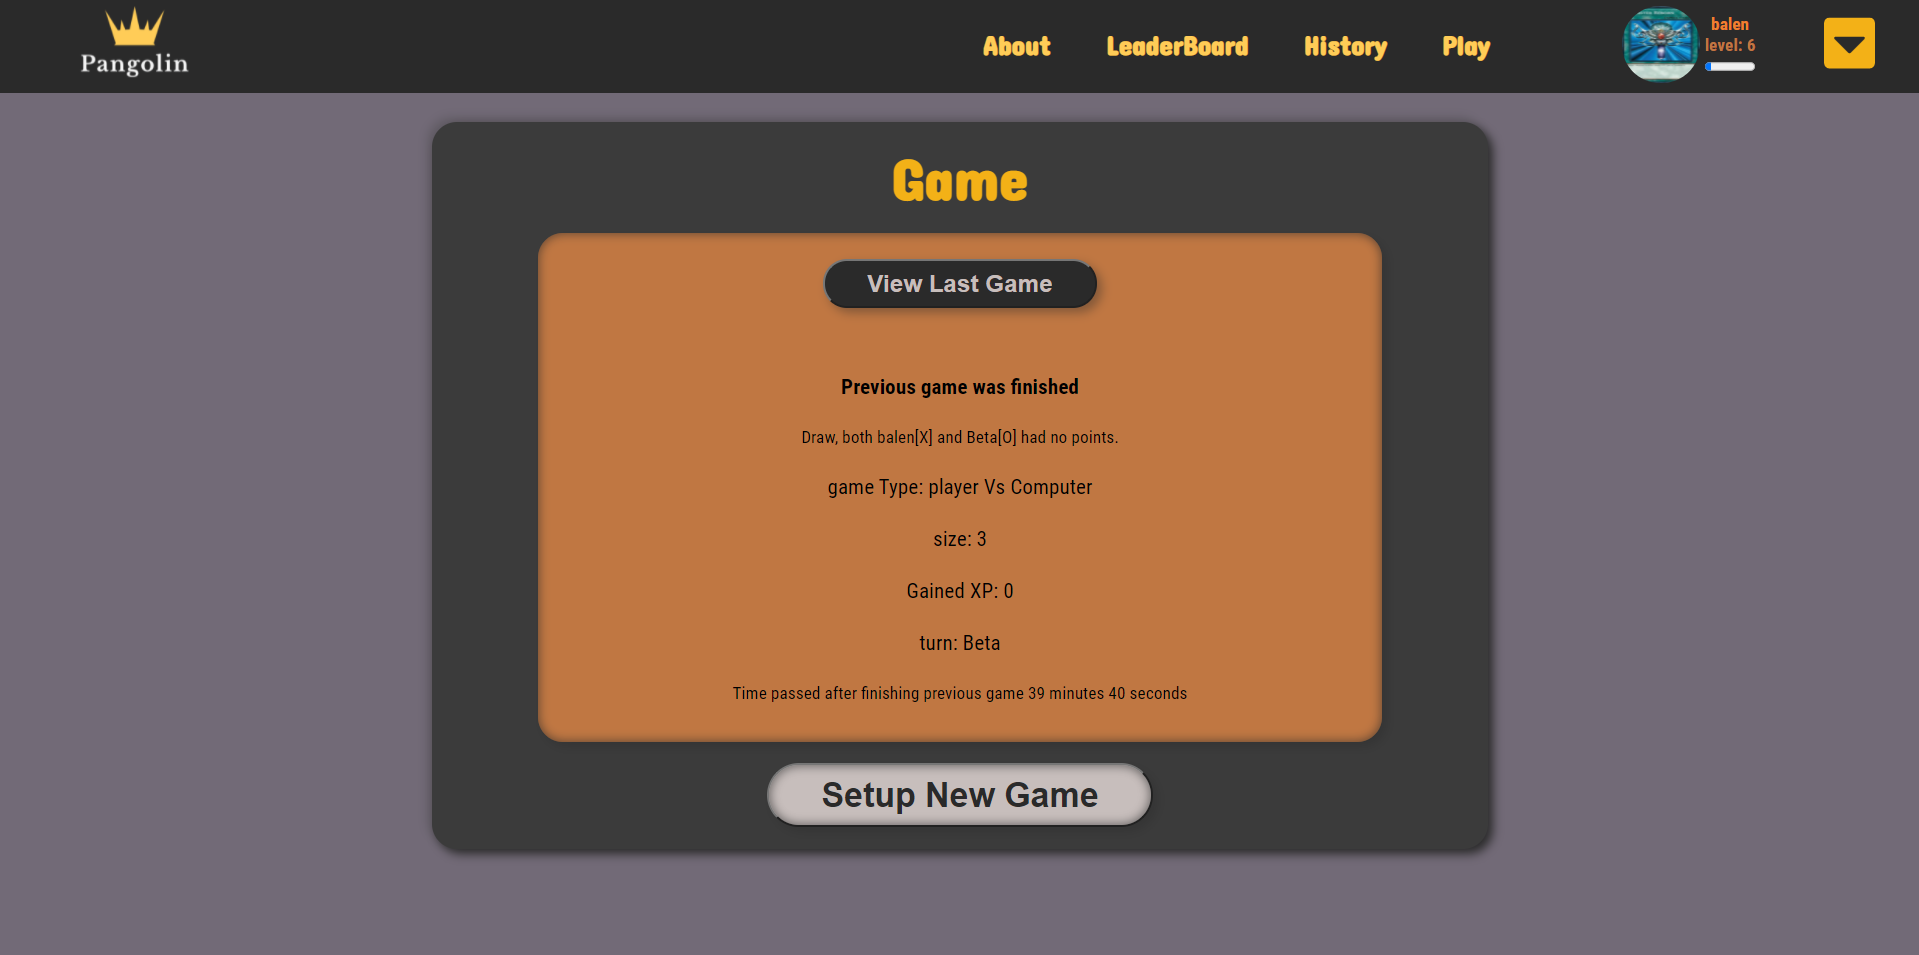 Pangolin
About
LeaderBoard
History
Play
balen
level: 6
Game
View Last Game
Previous game was finished
Draw, both balen[X] and Beta[O] had no points.
game Type: player Vs Computer
size: 3
Gained XP: 0
turn: Beta
Time passed after finishing previous game 39 minutes 40 seconds
Setup New Game